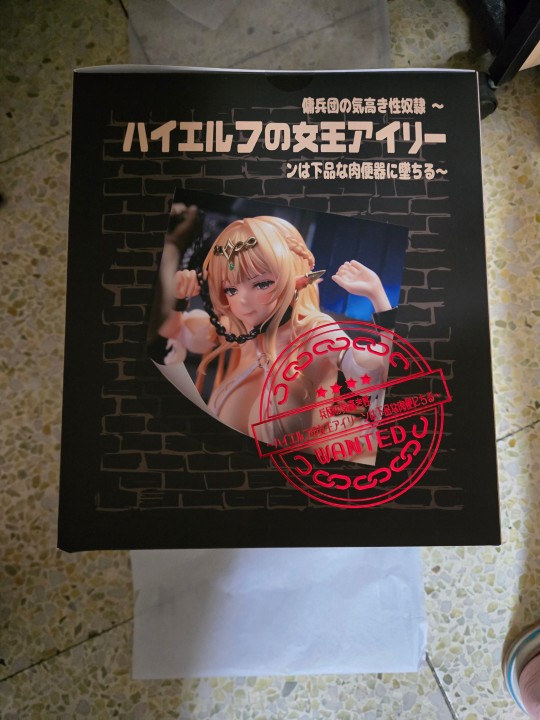 傭兵団の気高き性奴隷 ～
ハイエルフの女王アイリー
ンは下品な肉便器に墜ちる～
WANTED